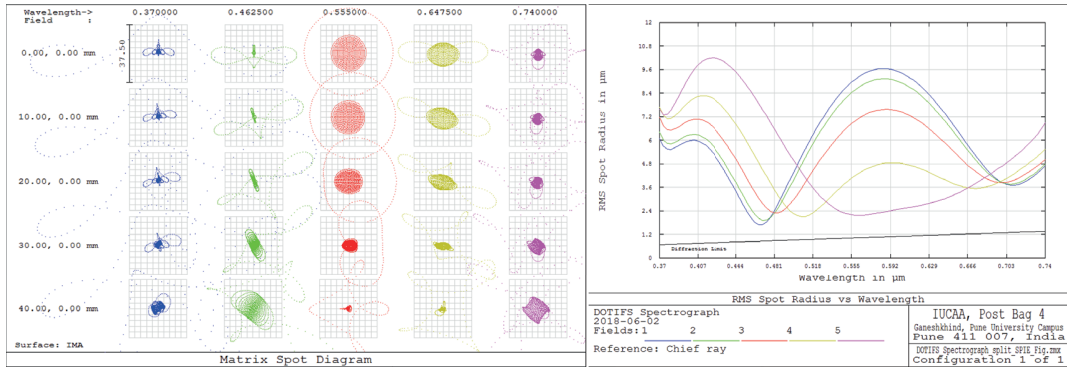 Wavelength-> 0.370000 0.462500 0.555000 0.647500 0.740000
Field :
0.00, 0.00 mm
37.50
10.00, 0.00 mm
20.00, 0.00 mm
30.00, 0.00 mm
40.00, 0.00 mm
Surface: IMA
Matrix Spot Diagram
12
10.8
9.6
8.4
7.2
6
4.8
3.6
2.4
1.2
0
RMS Spot Radius in µm
Diffraction Limit
0.37 0.407 0.444 0.481 0.518 0.555 0.592 0.629 0.666 0.703 0.74
Wavelength in µm
RMS Spot Radius vs Wavelength
DOTIFS Spectrograph
2018-06-02
Fields: 1 2 3 4 5
Reference: Chief ray
IUCAA, Post Bag 4
Ganeshkhind, Pune University Campus
Pune 411 007, India
DOTIFS Spectrograph_split_SPIE_Fig.zmx
Configuration 1 of 1